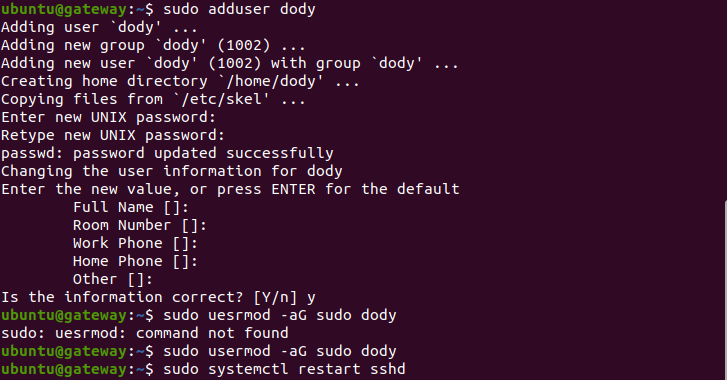 ubuntu@gateway:~$ sudo adduser dody
Adding user `dody' ...
Adding new group `dody' (1002) ...
Adding new user `dody' (1002) with group `dody' ...
Creating home directory `/home/dody' ...
Copying files from `/etc/skel' ...
Enter new UNIX password:
Retype new UNIX password:
passwd: password updated successfully
Changing the user information for dody
Enter the new value, or press ENTER for the default
        Full Name []:
        Room Number []:
        Work Phone []:
        Home Phone []:
        Other []:
Is the information correct? [Y/n] y
ubuntu@gateway:~$ sudo uesrmod -aG sudo dody
sudo: uesrmod: command not found
ubuntu@gateway:~$ sudo usermod -aG sudo dody
ubuntu@gateway:~$ sudo systemctl restart sshd